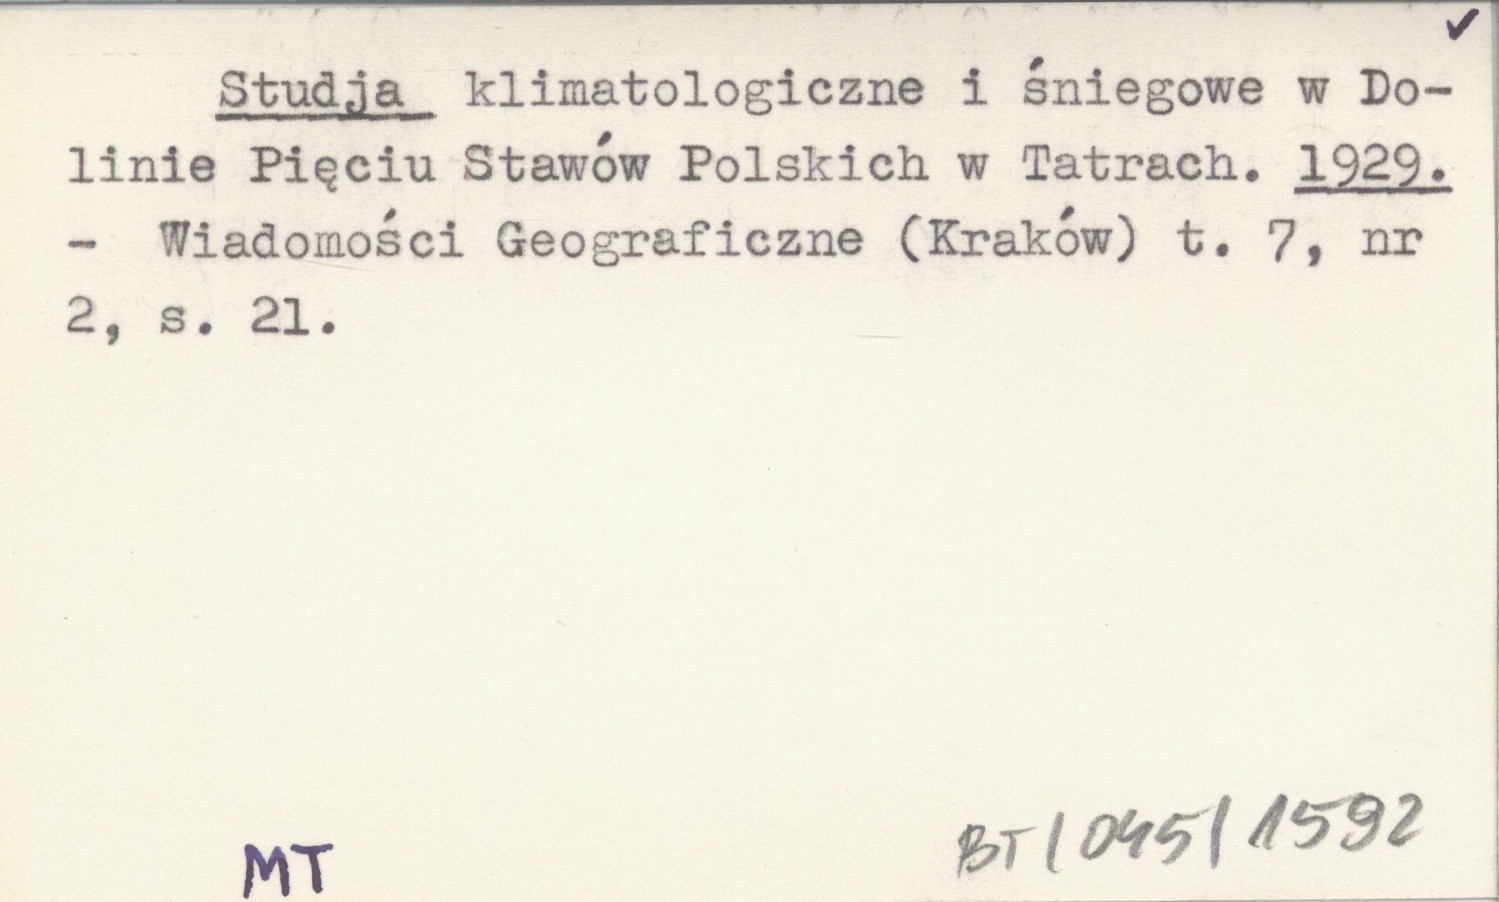 Studja klimatologiczne i śniegowe w Do-
linie Pięciu Stawów Polskich w Tatrach. 1929.
- Wiadomości Geograficzne (Kraków) t. 7, nr
2, s. 21.
MT
BT/045/1592